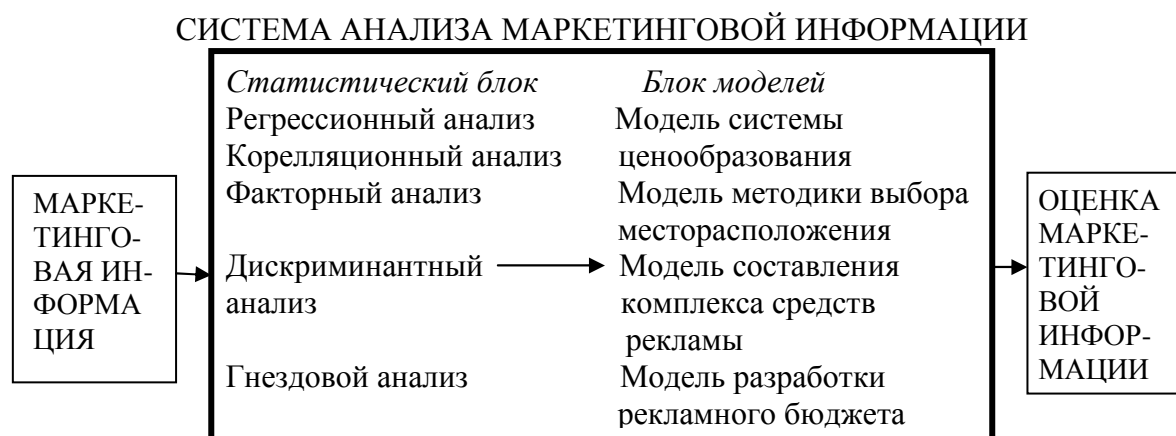 СИСТЕМА АНАЛИЗА МАРКЕТИНГОВОЙ ИНФОРМАЦИИ
МАРКЕ-
ТИНГО-
ВАЯ ИН-
ФОРМА
ЦИЯ
Статистический блок
Регрессионный анализ
Корелляционный анализ
Факторный анализ
Дискриминантный
анализ
Гнездовой анализ
Блок моделей
Модель системы
ценообразования
Модель методики выбора
месторасположения
Модель составления
комплекса средств
рекламы
Модель разработки
рекламного бюджета
ОЦЕНКА
МАРКЕ-
ТИНГО-
ВОЙ
ИНФОР-
МАЦИИ